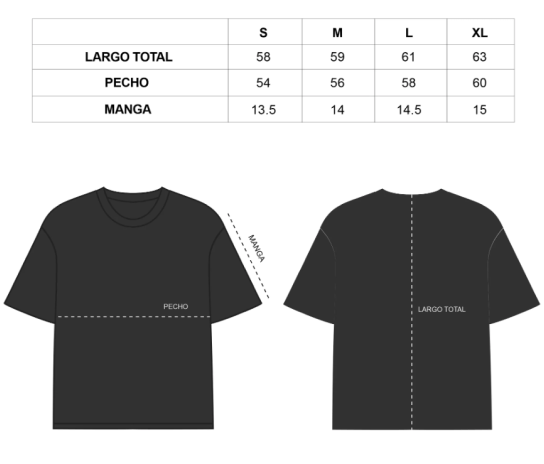 S M L XL
LARGO TOTAL 58 59 61 63
PECHO 54 56 58 60
MANGA 13.5 14 14.5 15
MANGA
PECHO
LARGO TOTAL